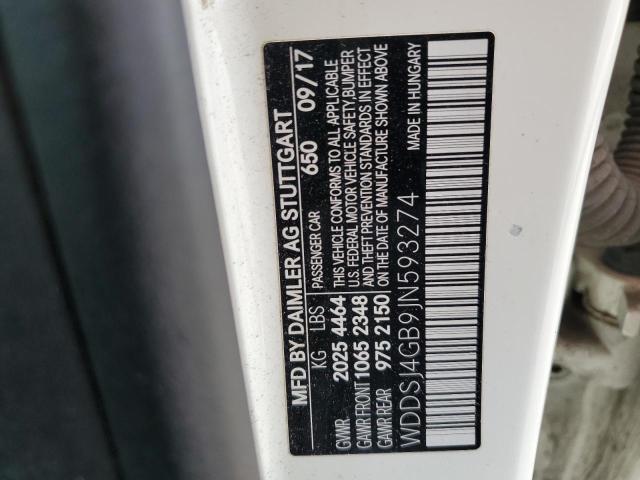 MFD BY DAIMLER AG STUTTGART
KG LBS PASSENGER CAR 650 09/17
GVWR 2025 4464 THIS VEHICLE CONFORMS TO ALL APPLICABLE
U.S. FEDERAL MOTOR VEHICLE SAFETY,BUMPER
GAWR FRONT 1065 2348 AND THEFT PREVENTION STANDARDS IN EFFECT
GAWR REAR 975 2150 ON THE DATE OF MANUFACTURE SHOWN ABOVE
MADE IN HUNGARY
WDDSJ4GB9JN593274